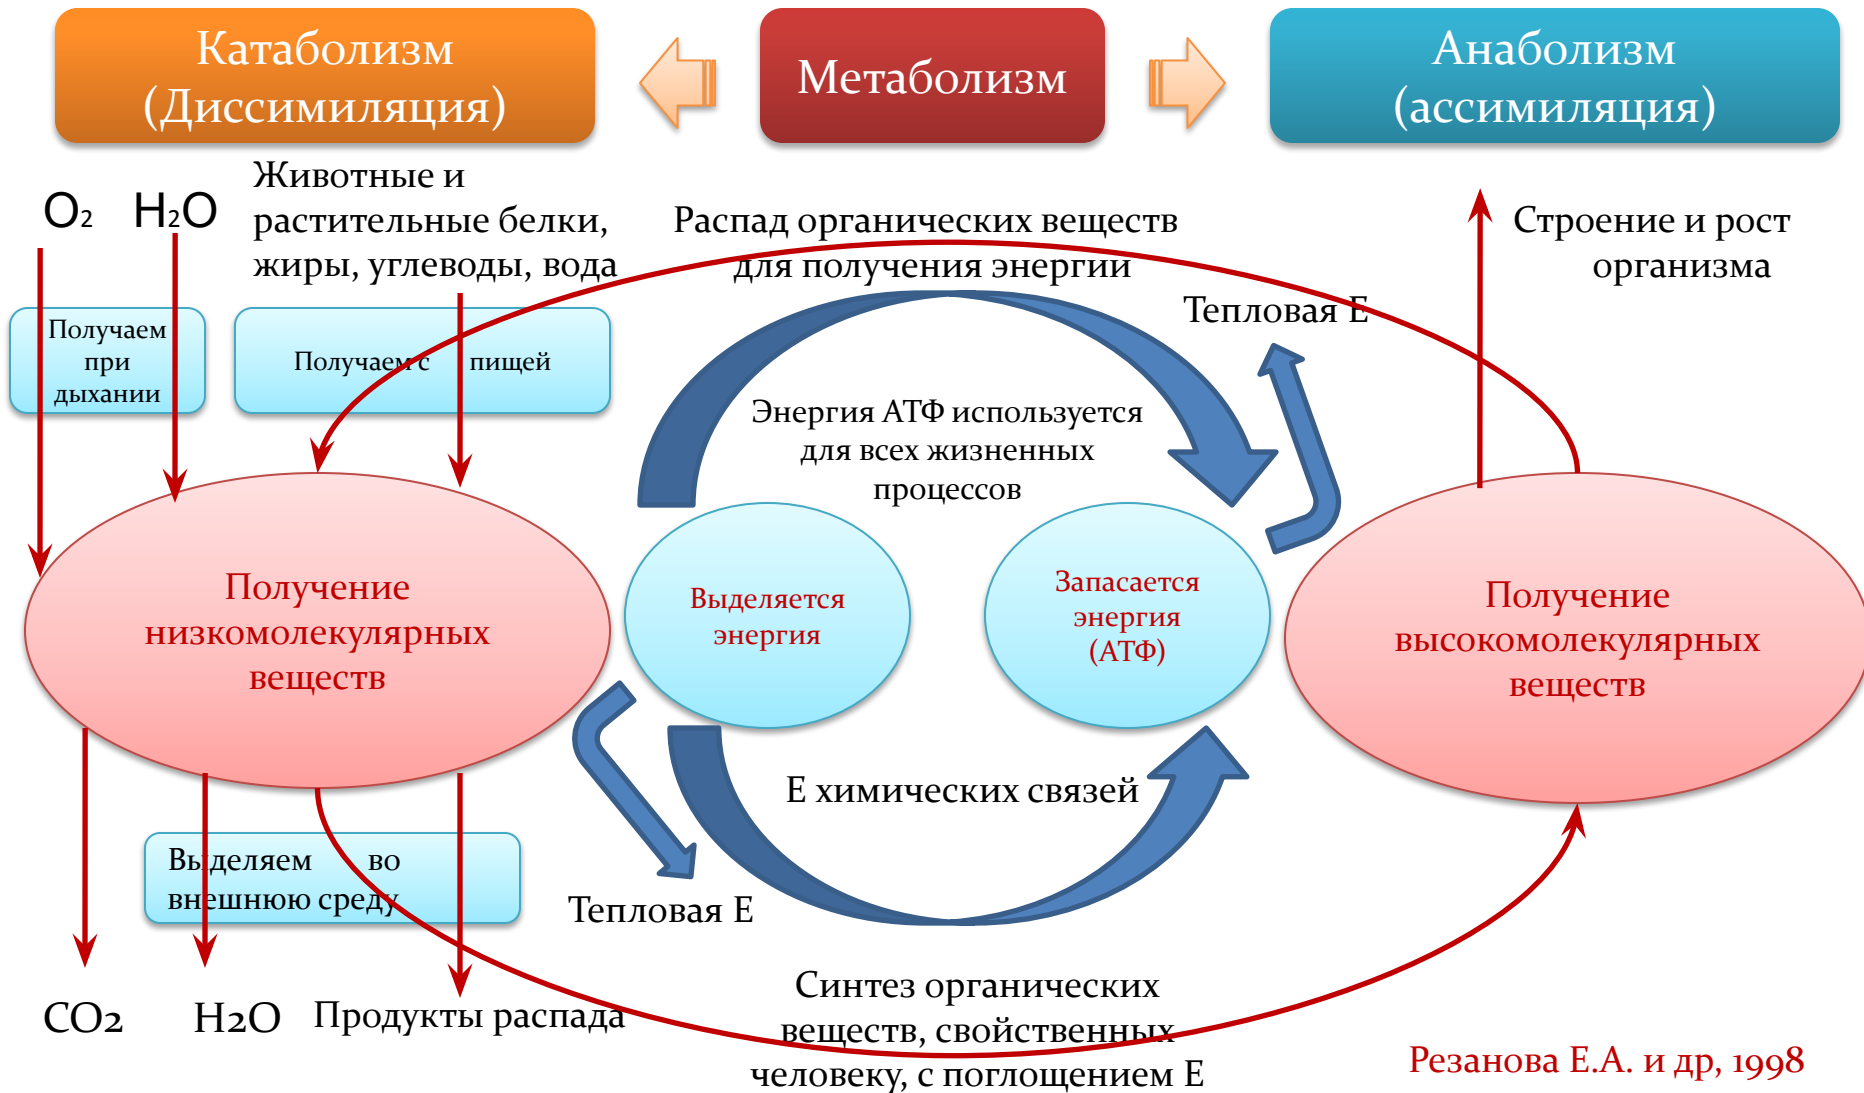 Катаболизм
(Диссимиляция)
Метаболизм
Анаболизм
(ассимиляция)
O₂ H₂O
Животные и
растительные белки,
жиры, углеводы, вода
Распад органических веществ
для получения энергии
Строение и рост
организма
Тепловая Е
Получаем
при
дыхании
Получаем с пищей
Энергия АТФ используется
для всех жизненных
процессов
Получение
низкомолекулярных
веществ
Выделяется
энергия
Запасается
энергия
(АТФ)
Получение
высокомолекулярных
веществ
Е химических связей
Выделяем во
внешнюю среду
Тепловая Е
CO2 H2O Продукты распада
Синтез органических
веществ, свойственных
человеку, с поглощением Е
Резанова Е.А. и др, 1998